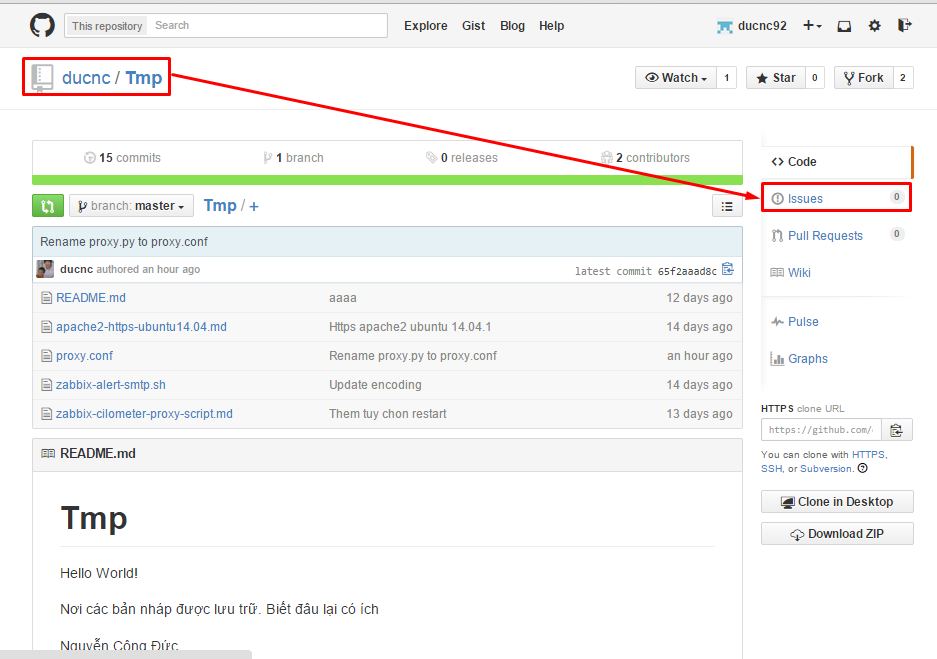 This repository Search Explore Gist Blog Help ducnc92 +
ducnc / Tmp Watch 1 Star 0 Fork 2
15 commits 1 branch 0 releases 2 contributors
branch: master Tmp / +
Rename proxy.py to proxy.conf
ducnc authored an hour ago latest commit 65f2aaad8c
README.md aaaa 12 days ago
apache2-https-ubuntu14.04.md Https apache2 ubuntu 14.04.1 14 days ago
proxy.conf Rename proxy.py to proxy.conf an hour ago
zabbix-alert-smtp.sh Update encoding 14 days ago
zabbix-cilometer-proxy-script.md Them tuy chon restart 13 days ago
README.md
Tmp
Hello World!
Nơi các bản nháp được lưu trữ. Biết đâu lại có ích
Nguyễn Công Đức
Code
Issues 0
Pull Requests 0
Wiki
Pulse
Graphs
HTTPS clone URL
https://github.com/
You can clone with HTTPS,
SSH, or Subversion.
Clone in Desktop
Download ZIP